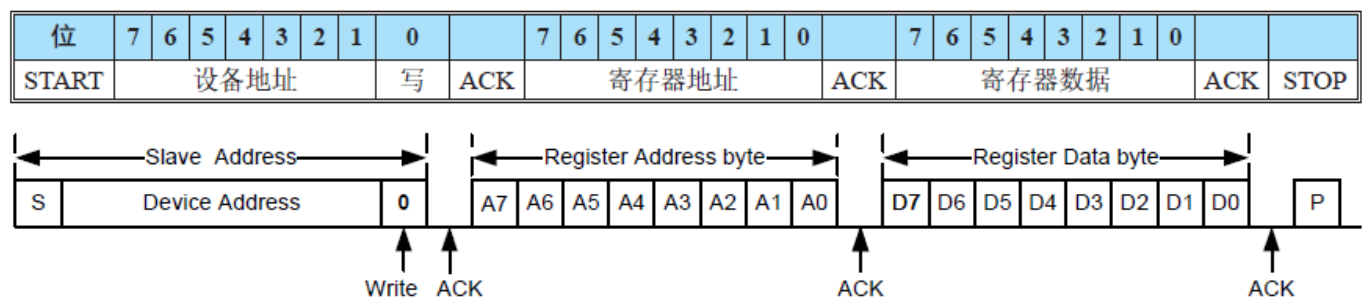 位 7 6 5 4 3 2 1 0 7 6 5 4 3 2 1 0 7 6 5 4 3 2 1 0
START 设备地址 写 ACK 寄存器地址 ACK 寄存器数据 ACK STOP
Slave Address Register Address byte Register Data byte
S Device Address 0 A7 A6 A5 A4 A3 A2 A1 A0 D7 D6 D5 D4 D3 D2 D1 D0 P
Write ACK ACK ACK